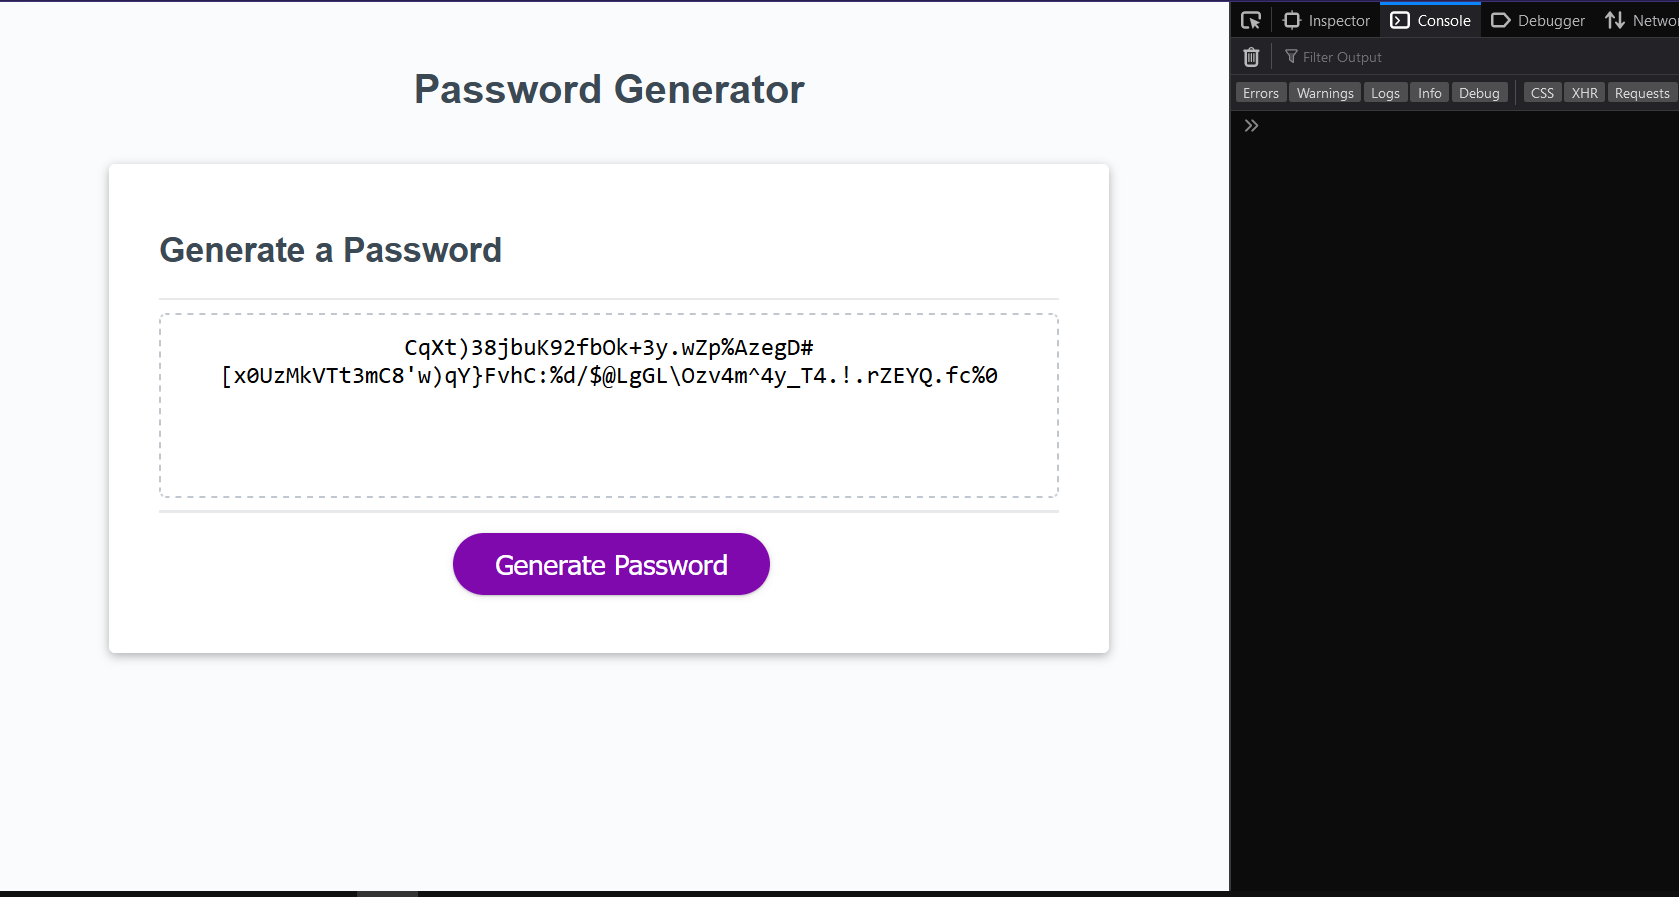 Password Generator
Generate a Password
CqXt)38jbuK92fbOk+3y.wZp%AzegD#
[x0UzMkVTt3mC8'w)qY}FvhC:%d/$@LgGL\Ozv4m^4y_T4.!.rZEYQ.fc%0
Generate Password
Inspector Console Debugger Networ
Filter Output
Errors Warnings Logs Info Debug CSS XHR Requests